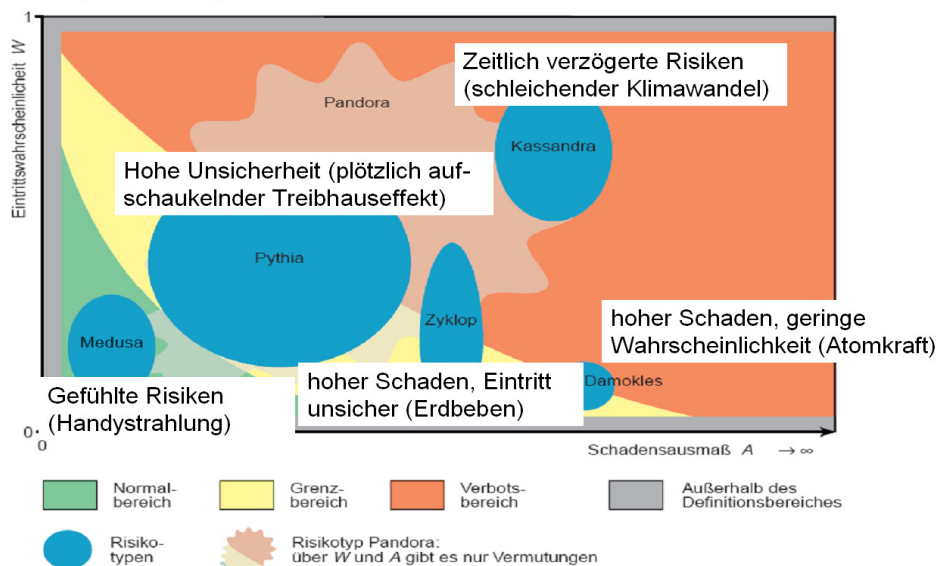 1
Eintrittswahrscheinlichkeit W
Zeitlich verzögerte Risiken
(schleichender Klimawandel)
Pandora
Kassandra
Hohe Unsicherheit (plötzlich auf-
schaukelnder Treibhauseffekt)
Pythia
Zyklop
Medusa
hoher Schaden, geringe
Wahrscheinlichkeit (Atomkraft)
Damokles
Gefühlte Risiken
(Handystrahlung)
hoher Schaden, Eintritt
unsicher (Erdbeben)
0
0
Schadensausmaß A → ∞
Normal-
bereich
Grenz-
bereich
Verbots-
bereich
Außerhalb des
Definitionsbereiches
Risiko-
typen
Risikotyp Pandora:
über W und A gibt es nur Vermutungen